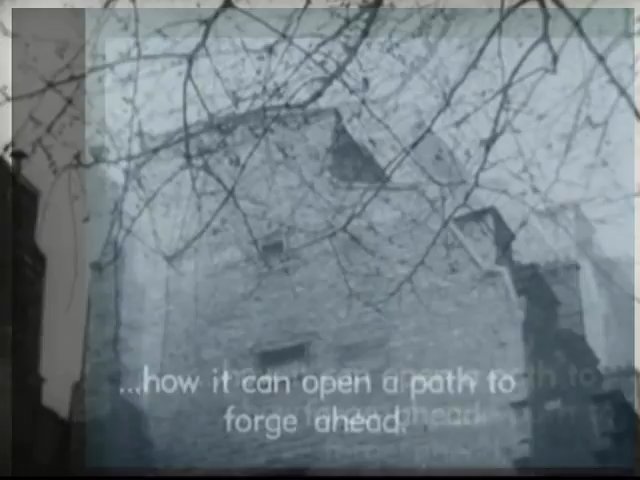 ...how it can open a path to
forge ahead.